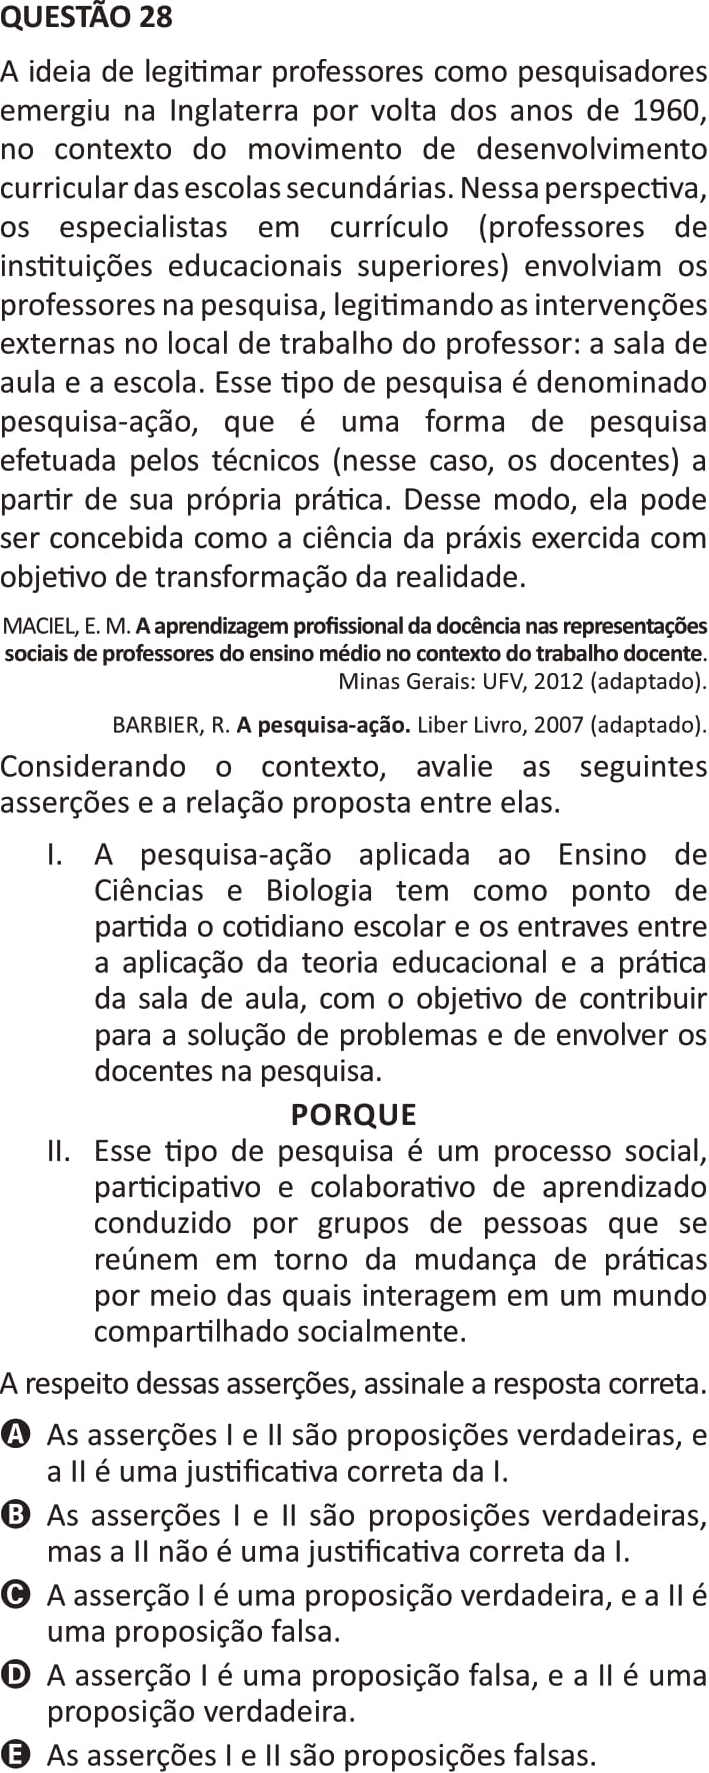 QUESTÃO 28
A ideia de legitimar professores como pesquisadores
emergiu na Inglaterra por volta dos anos de 1960,
no contexto do movimento de desenvolvimento
curricular das escolas secundárias. Nessa perspectiva,
os especialistas em currículo (professores de
instituições educacionais superiores) envolviam os
professores na pesquisa, legitimando as intervenções
externas no local de trabalho do professor: a sala de
aula e a escola. Esse tipo de pesquisa é denominado
pesquisa-ação, que é uma forma de pesquisa
efetuada pelos técnicos (nesse caso, os docentes) a
partir de sua própria prática. Desse modo, ela pode
ser concebida como a ciência da práxis exercida com
objetivo de transformação da realidade.
MACIEL, E. M. A aprendizagem profissional da docência nas representações
sociais de professores do ensino médio no contexto do trabalho docente.
Minas Gerais: UFV, 2012 (adaptado).
BARBIER, R. A pesquisa-ação. Liber Livro, 2007 (adaptado).
Considerando o contexto, avalie as seguintes
asserções e a relação proposta entre elas.
I. A pesquisa-ação aplicada ao Ensino de
Ciências e Biologia tem como ponto de
partida o cotidiano escolar e os entraves entre
a aplicação da teoria educacional e a prática
da sala de aula, com o objetivo de contribuir
para a solução de problemas e de envolver os
docentes na pesquisa.
PORQUE
II. Esse tipo de pesquisa é um processo social,
participativo e colaborativo de aprendizado
conduzido por grupos de pessoas que se
reúnem em torno da mudança de práticas
por meio das quais interagem em um mundo
compartilhado socialmente.
A respeito dessas asserções, assinale a resposta correta.
A As asserções I e II são proposições verdadeiras, e
a II é uma justificativa correta da I.
B As asserções I e II são proposições verdadeiras,
mas a II não é uma justificativa correta da I.
C A asserção I é uma proposição verdadeira, e a II é
uma proposição falsa.
D A asserção I é uma proposição falsa, e a II é uma
proposição verdadeira.
E As asserções I e II são proposições falsas.